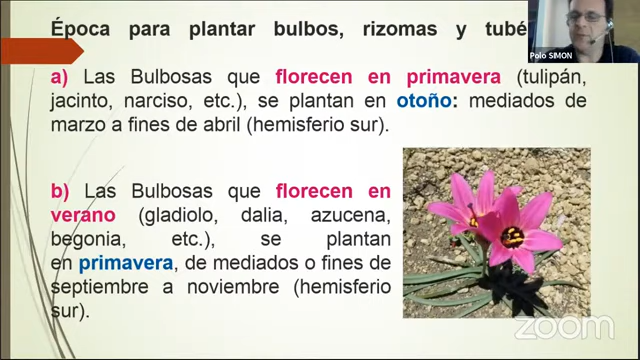 Época para plantar bulbos, rizomas y tubé
Polo SIMON
a) Las Bulbosas que florecen en primavera (tulipán,
jacinto, narciso, etc.), se plantan en otoño: mediados de
marzo a fines de abril (hemisferio sur).
b) Las Bulbosas que florecen en
verano (gladiolo, dalia, azucena,
begonia, etc.), se plantan
en primavera, de mediados o fines de
septiembre a noviembre (hemisferio
sur).
zoom